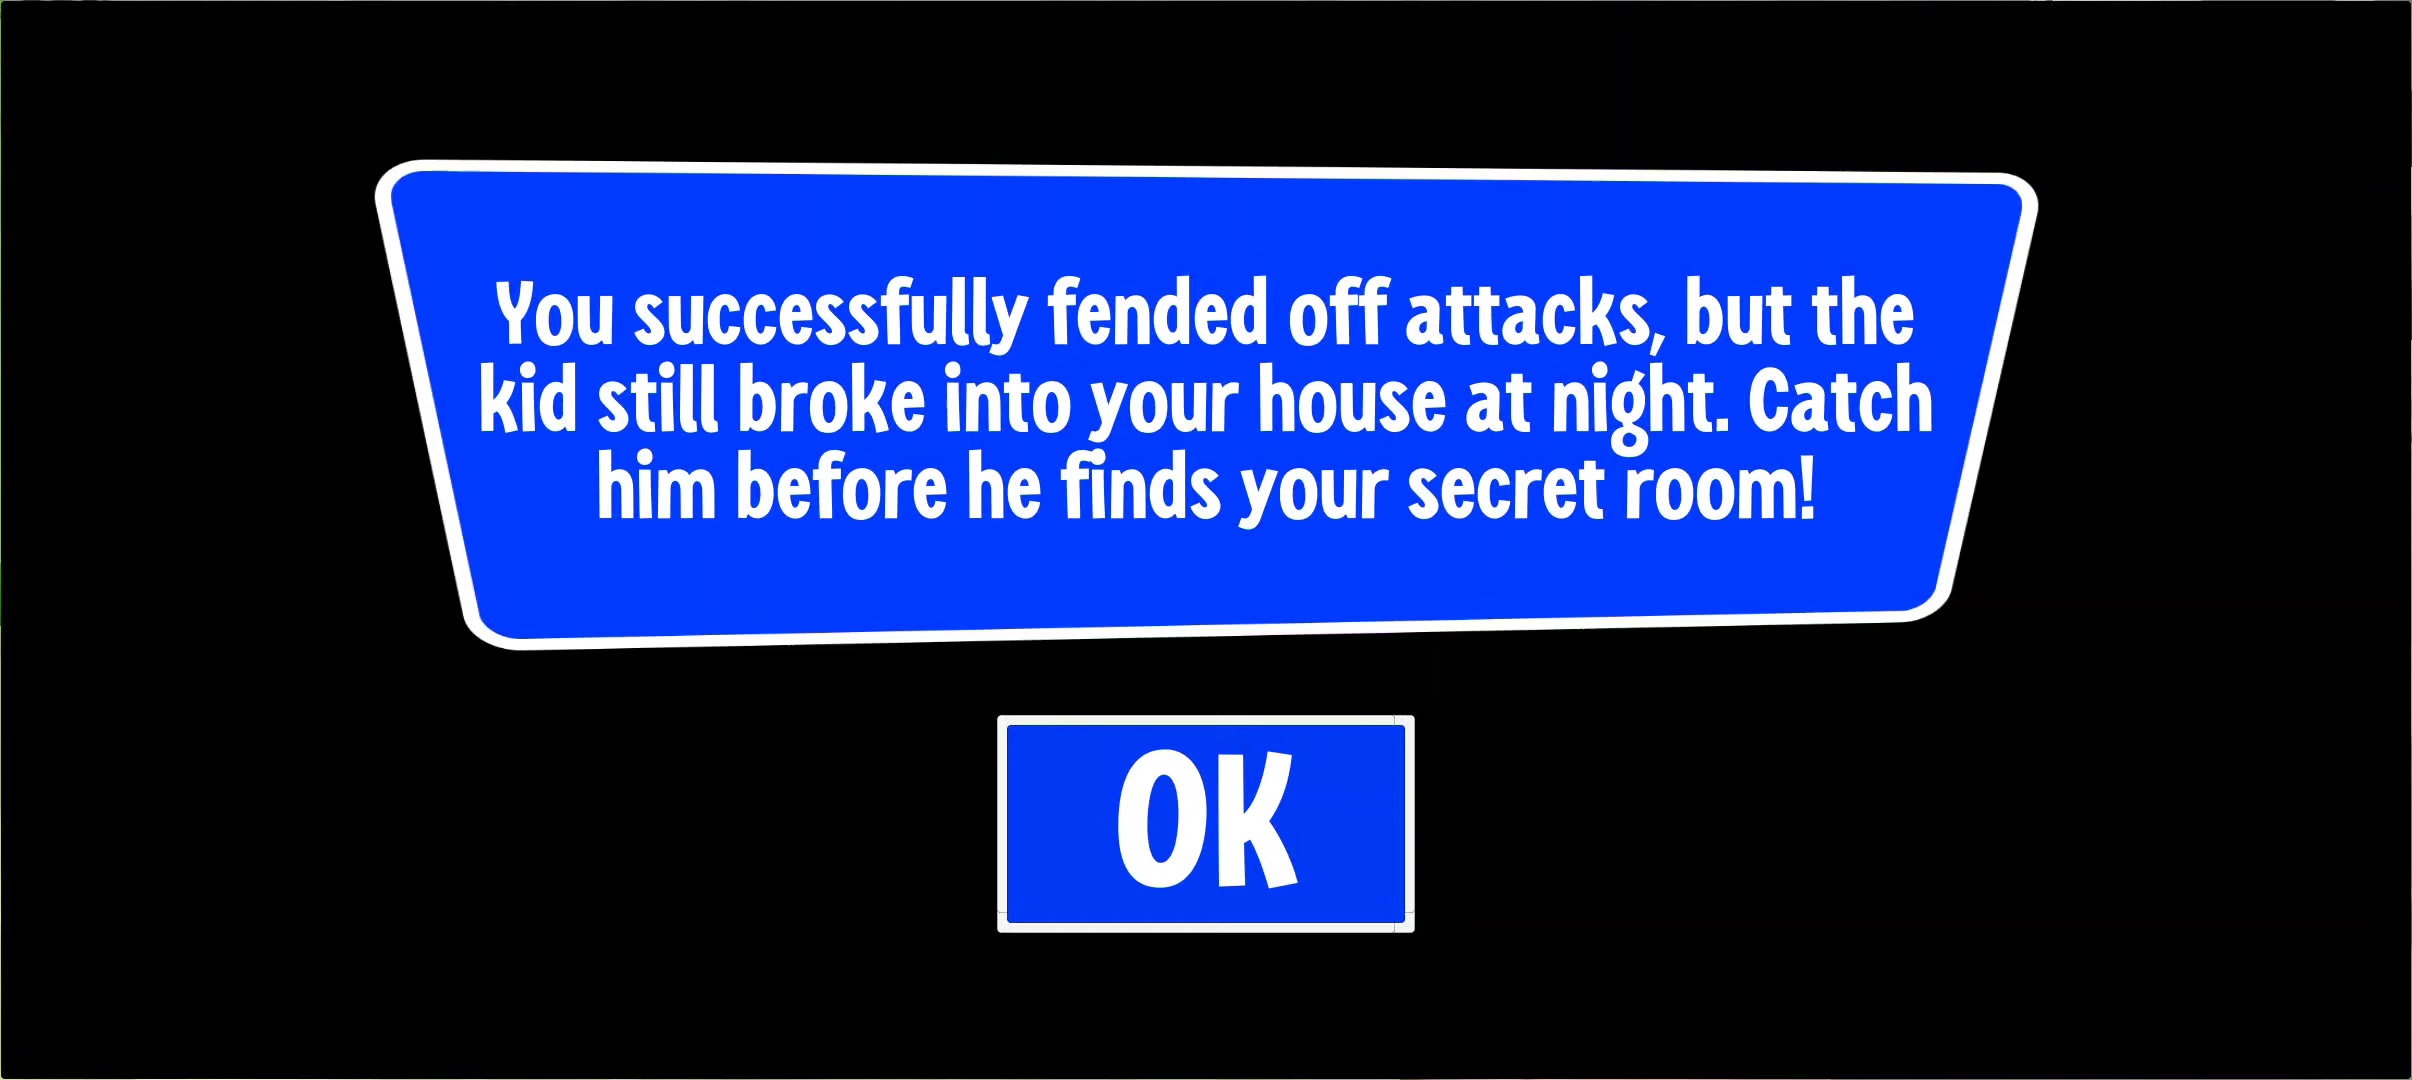 You successfully fended off attacks, but the
kid still broke into your house at night. Catch
him before he finds your secret room!
OK